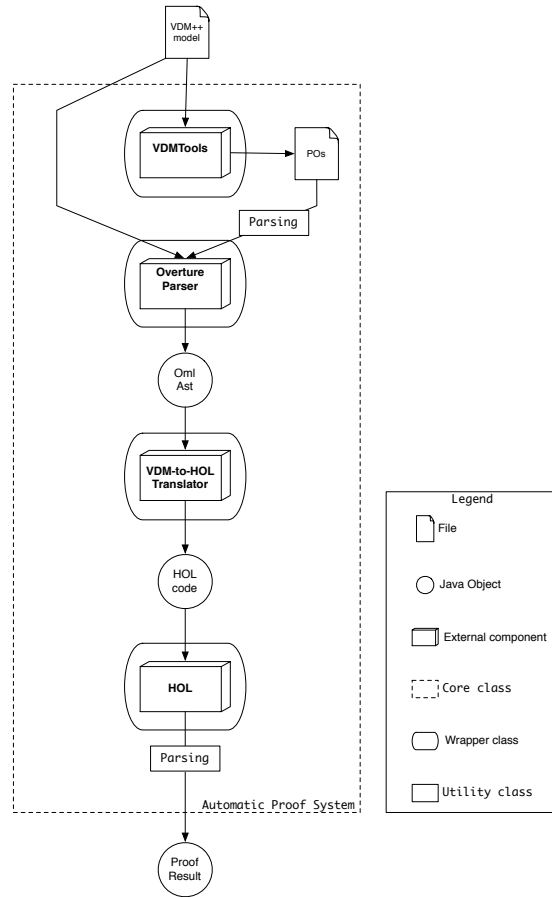 VDM++
model
VDMTools
POs
Parsing
Overture
Parser
Oml
Ast
VDM-to-HOL
Translator
HOL
code
HOL
Parsing
Automatic Proof System
Proof
Result
Legend
File
Java Object
External component
Core class
Wrapper class
Utility class